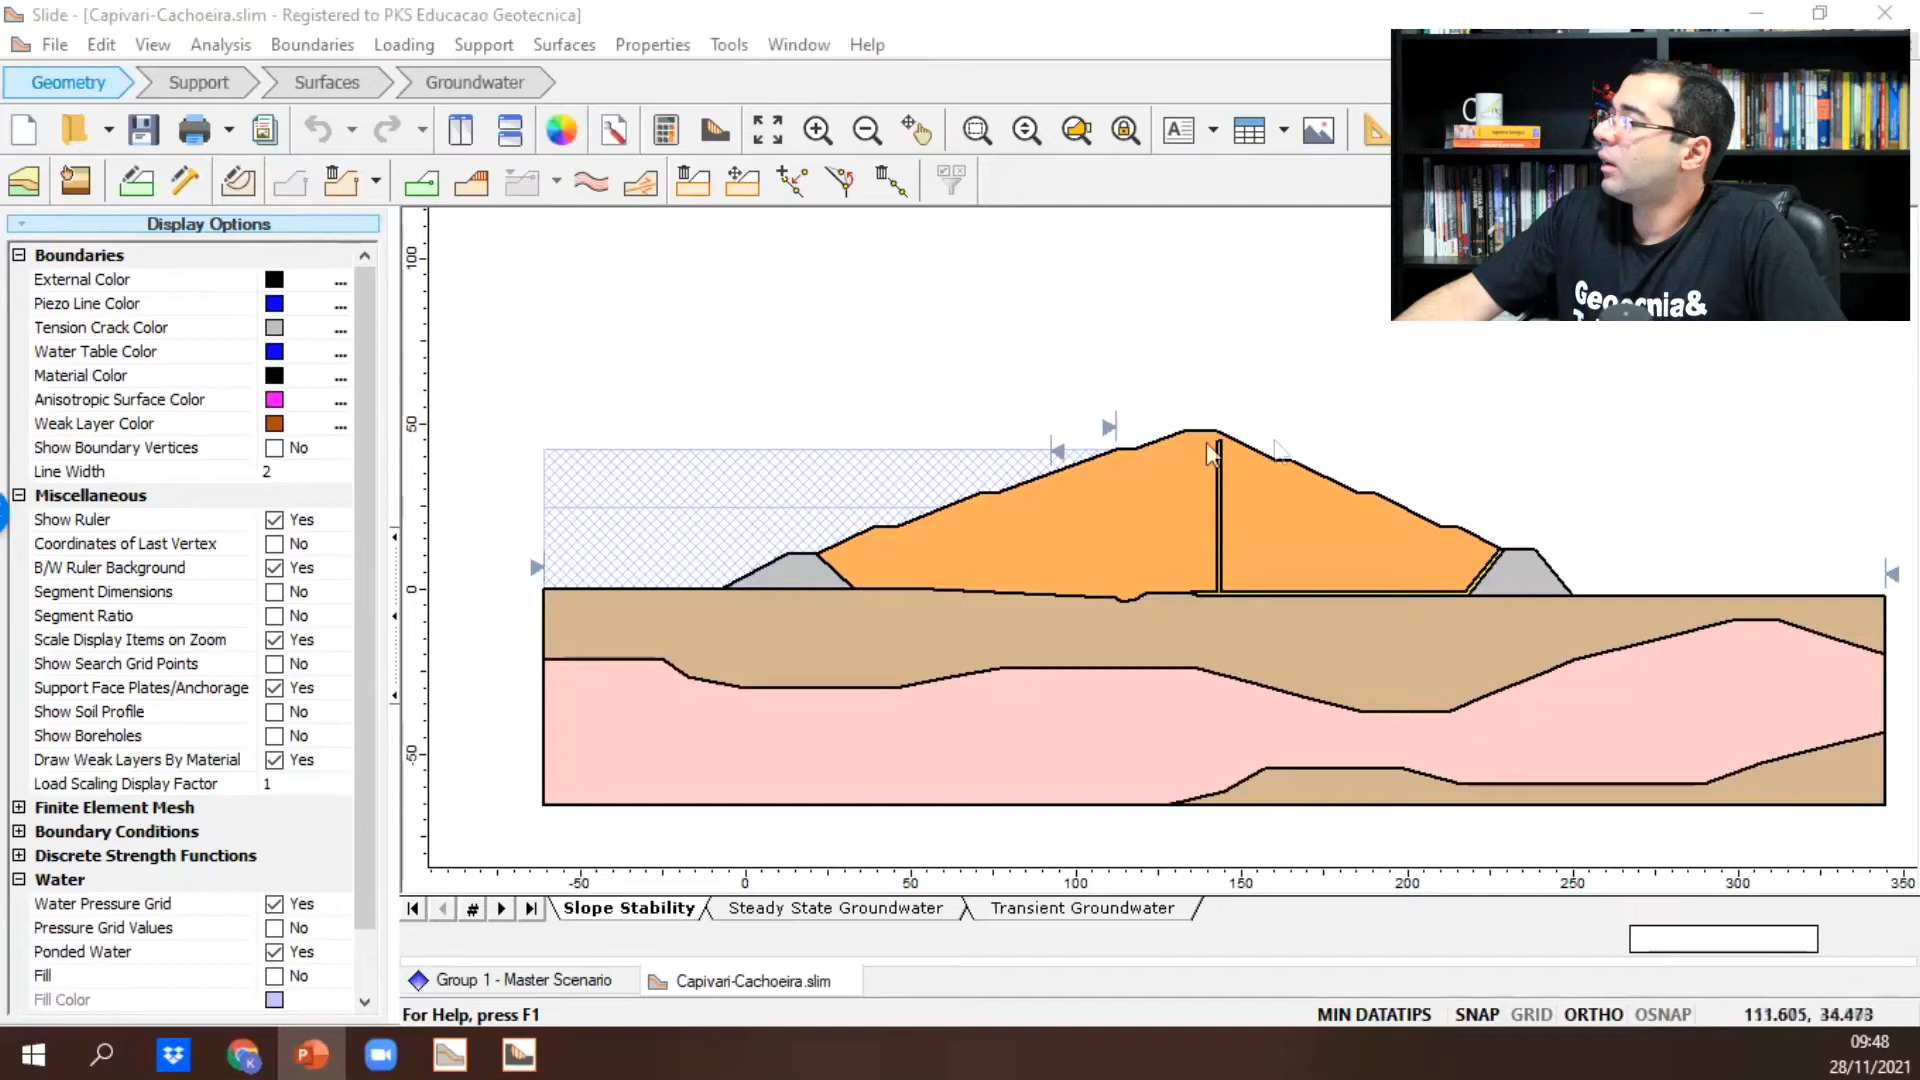 Slide - [Capivari-Cachoeira.slim - Registered to PKS Educacao Geotecnica]
File Edit View Analysis Boundaries Loading Support Surfaces Properties Tools Window Help
Geometry Support Surfaces Groundwater
Display Options
Boundaries
External Color ...
Piezo Line Color ...
Tension Crack Color ...
Water Table Color ...
Material Color ...
Anisotropic Surface Color ...
Weak Layer Color ...
Show Boundary Vertices No
Line Width 2
Miscellaneous
Show Ruler Yes
Coordinates of Last Vertex No
B/W Ruler Background Yes
Segment Dimensions No
Segment Ratio No
Scale Display Items on Zoom Yes
Show Search Grid Points No
Support Face Plates/Anchorage Yes
Show Soil Profile No
Show Boreholes No
Draw Weak Layers By Material Yes
Load Scaling Display Factor 1
Finite Element Mesh
Boundary Conditions
Discrete Strength Functions
Water
Water Pressure Grid Yes
Pressure Grid Values No
Ponded Water Yes
Fill No
Fill Color
100
50
0
-50
-50 0 50 100 150 200 250 300 350
# Slope Stability Steady State Groundwater Transient Groundwater
Group 1 - Master Scenario Capivari-Cachoeira.slim
For Help, press F1 MIN DATATIPS SNAP GRID ORTHO OSNAP 111.605, 34.473
09:48
28/11/2021